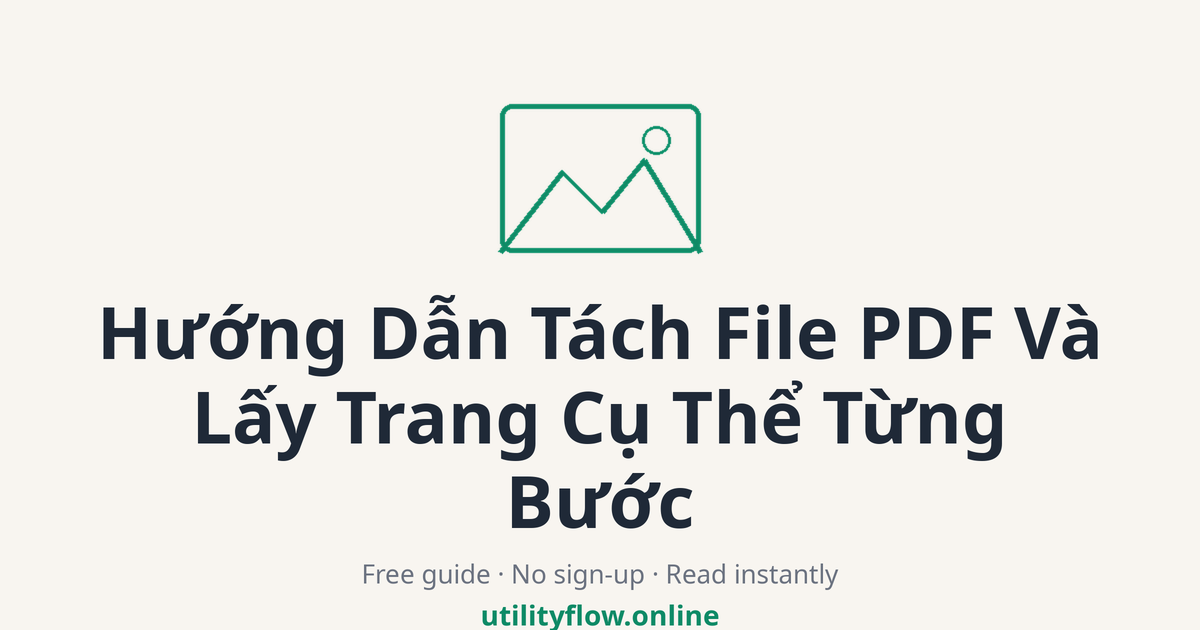 Hướng Dẫn Tách File PDF Và
Lấy Trang Cụ Thể Từng
Bước
Free guide · No sign-up · Read instantly
utilityflow.online